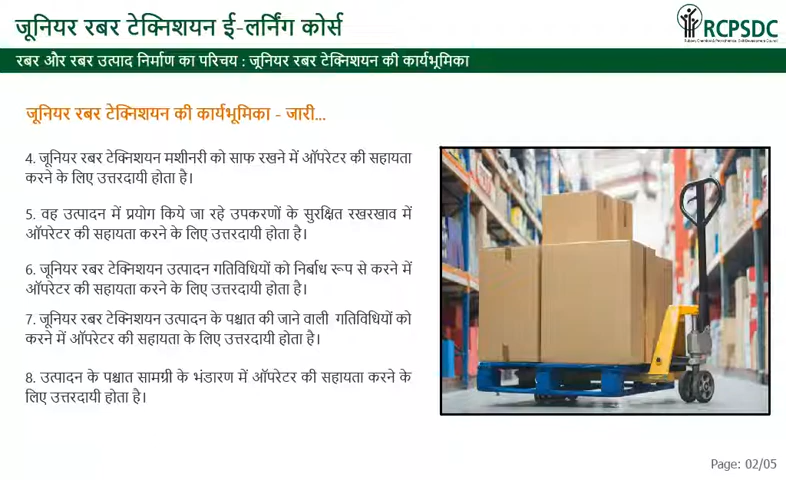 जूनियर रबर टेक्निशयन ई-लर्निंग कोर्स
RCPSDC
रबर और रबर उत्पाद निर्माण का परिचय : जूनियर रबर टेक्निशयन की कार्यभूमिका
जूनियर रबर टेक्निशयन की कार्यभूमिका - जारी...
4. जूनियर रबर टेक्निशयन मशीनरी को साफ रखने में ऑपरेटर की सहायता
करने के लिए उत्तरदायी होता है।
5. वह उत्पादन में प्रयोग किये जा रहे उपकरणों के सुरक्षित रखरखाव में
ऑपरेटर की सहायता करने के लिए उत्तरदायी होता है।
6. जूनियर रबर टेक्निशयन उत्पादन गतिविधियों को निर्बाध रूप से करने में
ऑपरेटर की सहायता करने के लिए उत्तरदायी होता है।
7. जूनियर रबर टेक्निशयन उत्पादन के पश्चात की जाने वाली गतिविधियों को
करने में ऑपरेटर की सहायता के लिए उत्तरदायी होता है।
8. उत्पादन के पश्चात सामग्री के भंडारण में ऑपरेटर की सहायता करने के
लिए उत्तरदायी होता है।
Page: 02/05